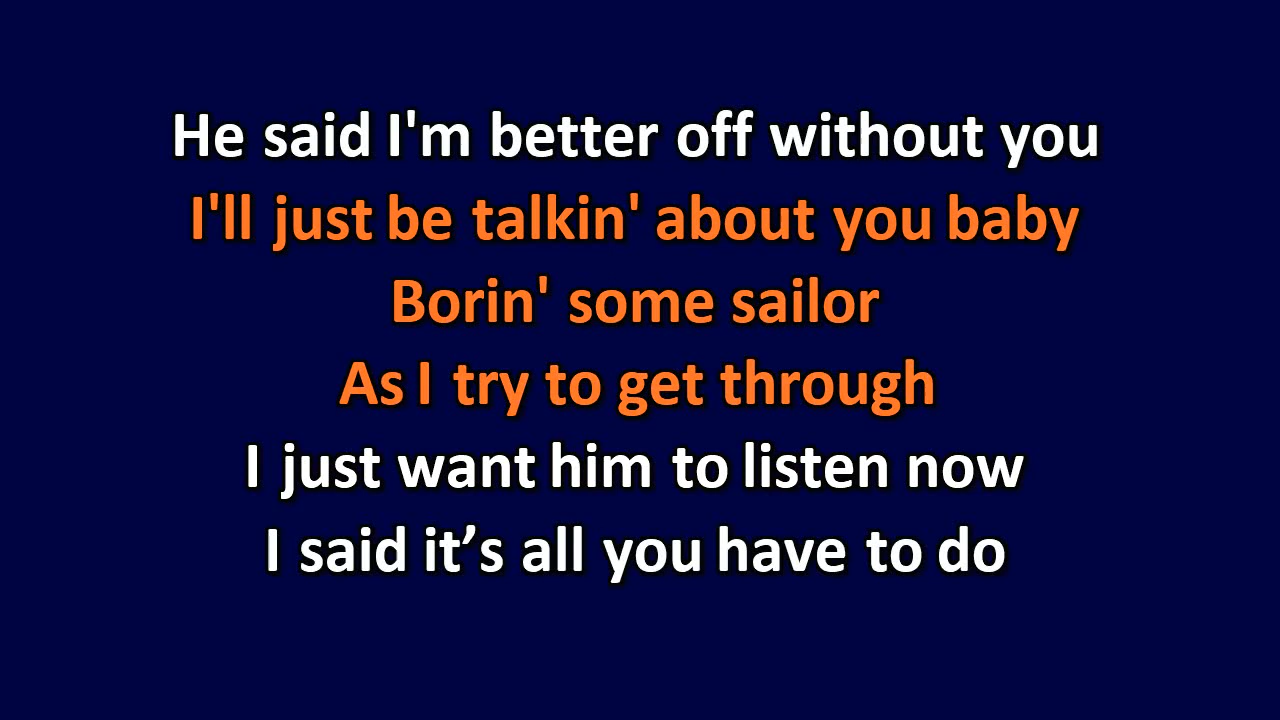 He said I'm better off without you
I'll just be talkin' about you baby
Borin' some sailor
As I try to get through
I just want him to listen now
I said it’s all you have to do